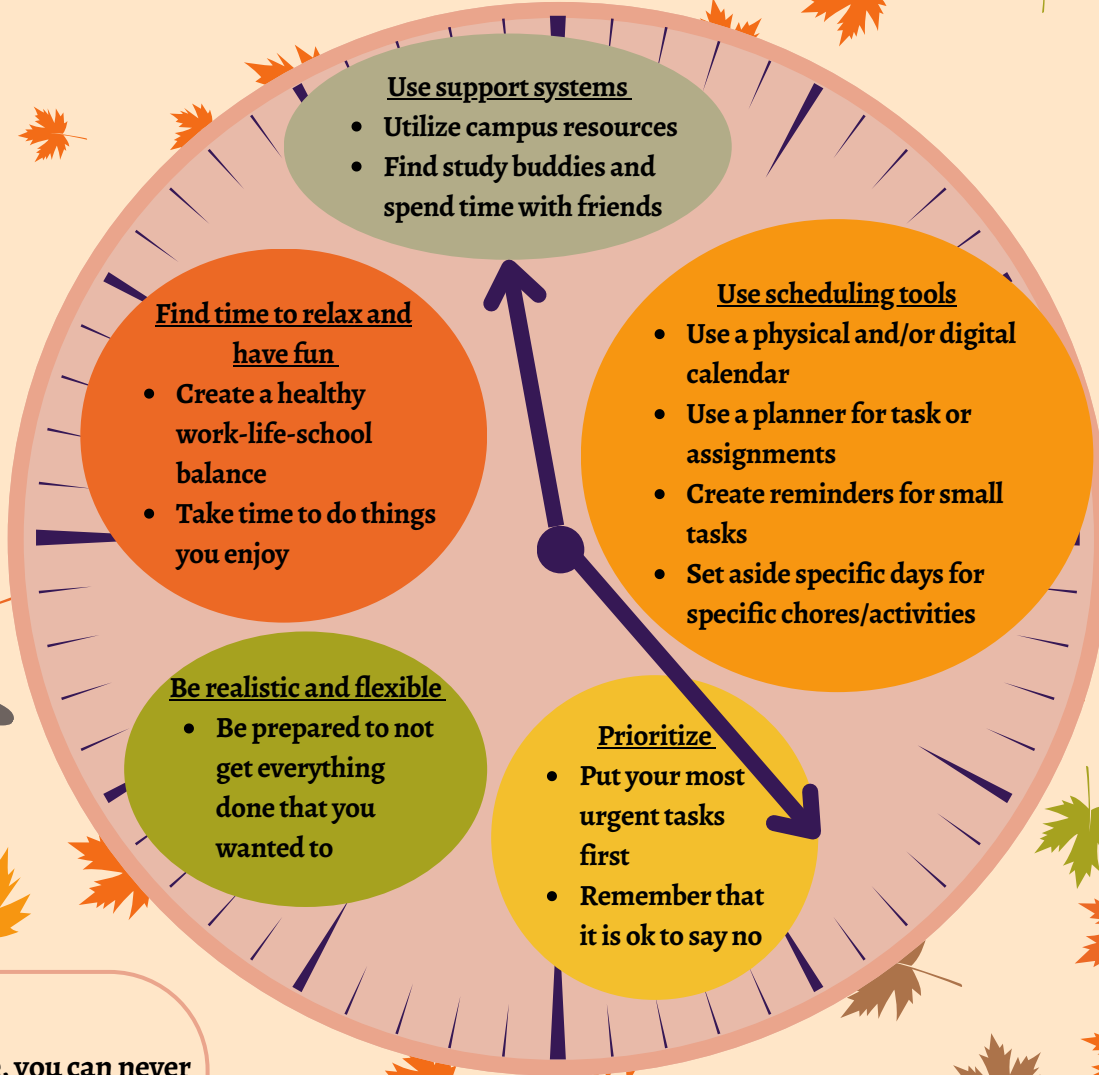 Use support systems
• Utilize campus resources
• Find study buddies and
spend time with friends
Use scheduling tools
• Use a physical and/or digital
calendar
• Use a planner for task or
assignments
• Create reminders for small
tasks
• Set aside specific days for
specific chores/activities
Find time to relax and
have fun
• Create a healthy
work-life-school
balance
• Take time to do things
you enjoy
Be realistic and flexible
• Be prepared to not
get everything
done that you
wanted to
Prioritize
• Put your most
urgent tasks
first
• Remember that
it is ok to say no
, you can never